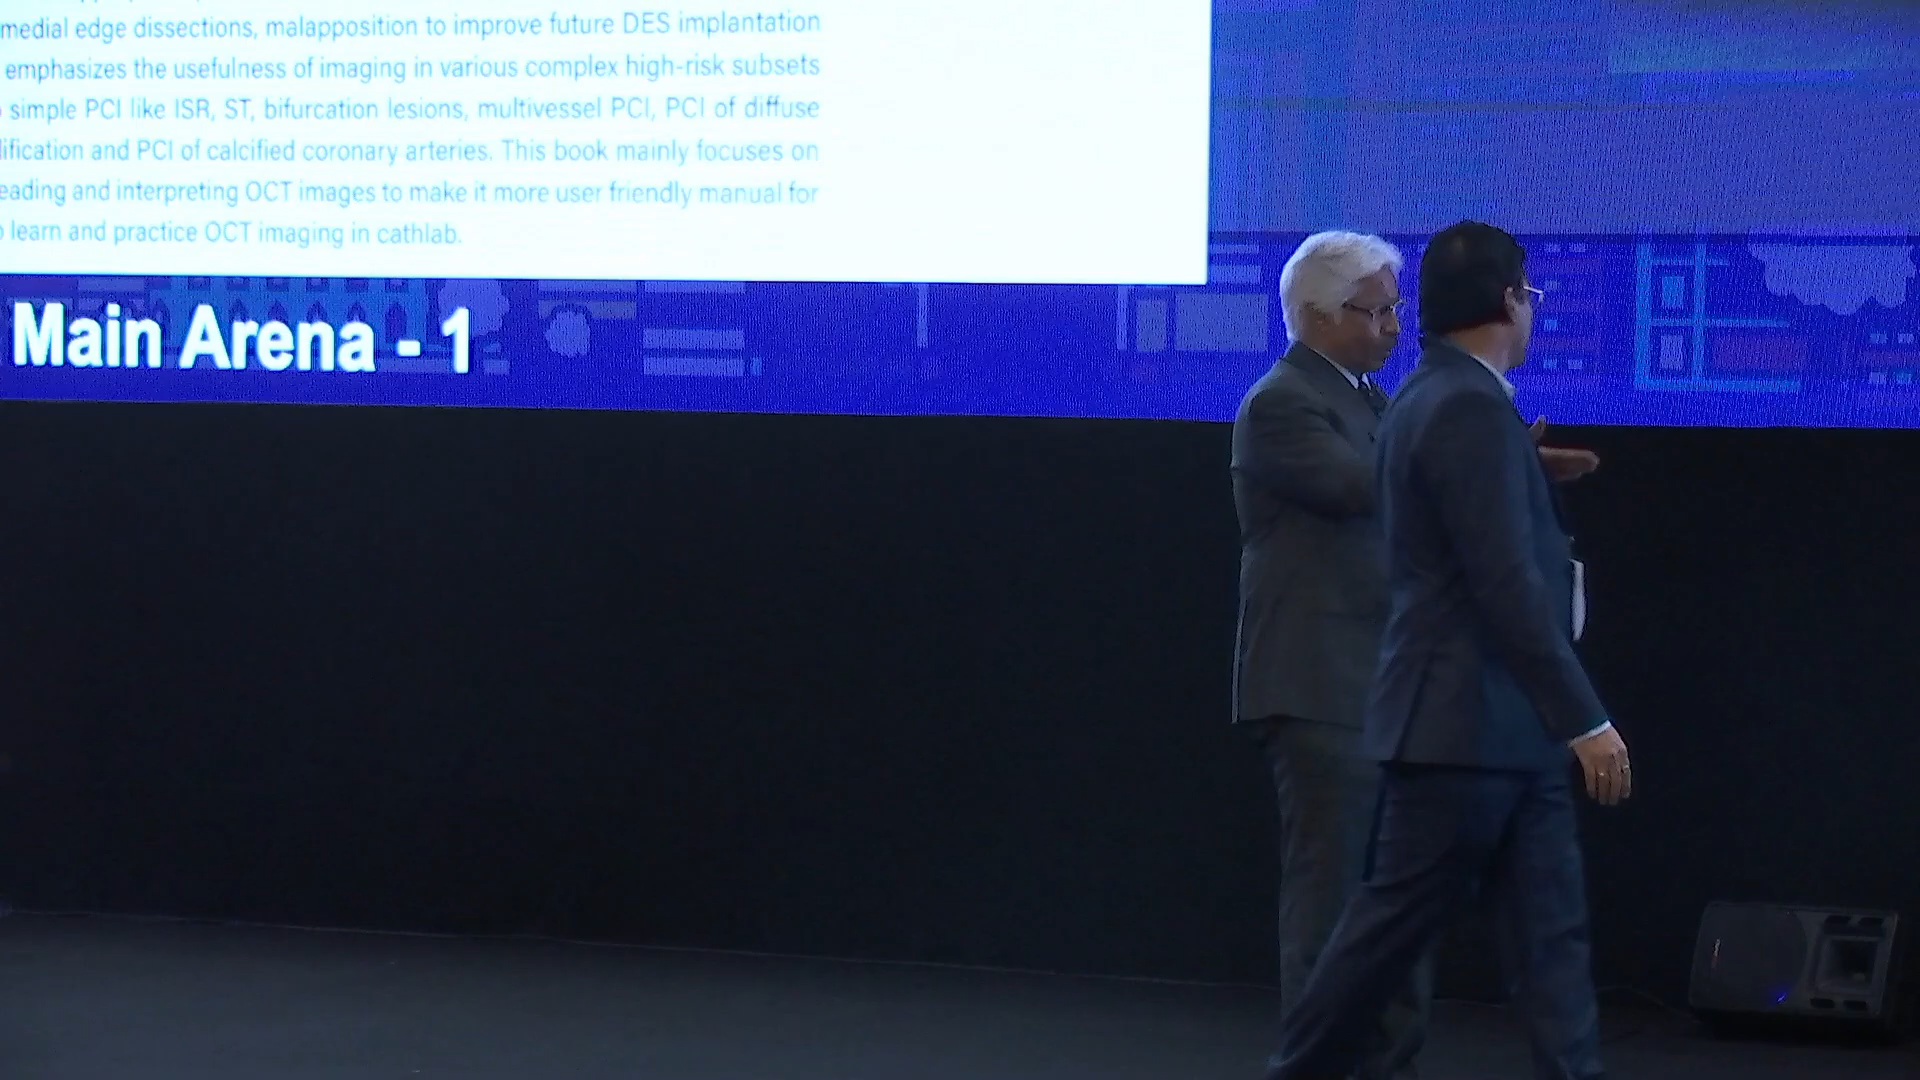 medial edge dissections, malapposition to improve future DES implantation
emphasizes the usefulness of imaging in various complex high-risk subsets
simple PCI like ISR, ST, bifurcation lesions, multivessel PCI, PCI of diffuse
ification and PCI of calcified coronary arteries. This book mainly focuses on
eading and interpreting OCT images to make it more user friendly manual for
learn and practice OCT imaging in cathlab.
Main Arena - 1